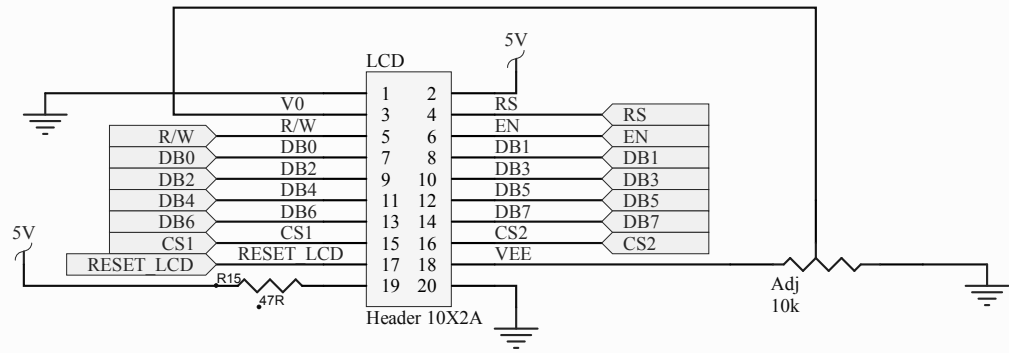 5V
LCD
1 2
V0 3 4 RS RS
R/W R/W 5 6 EN EN
DB0 DB0 7 8 DB1 DB1
DB2 DB2 9 10 DB3 DB3
DB4 DB4 11 12 DB5 DB5
DB6 DB6 13 14 DB7 DB7
CS1 CS1 15 16 CS2 CS2
5V
RESET_LCD RESET_LCD 17 18 VEE
R15 47R 19 20
Adj
10k
Header 10X2A